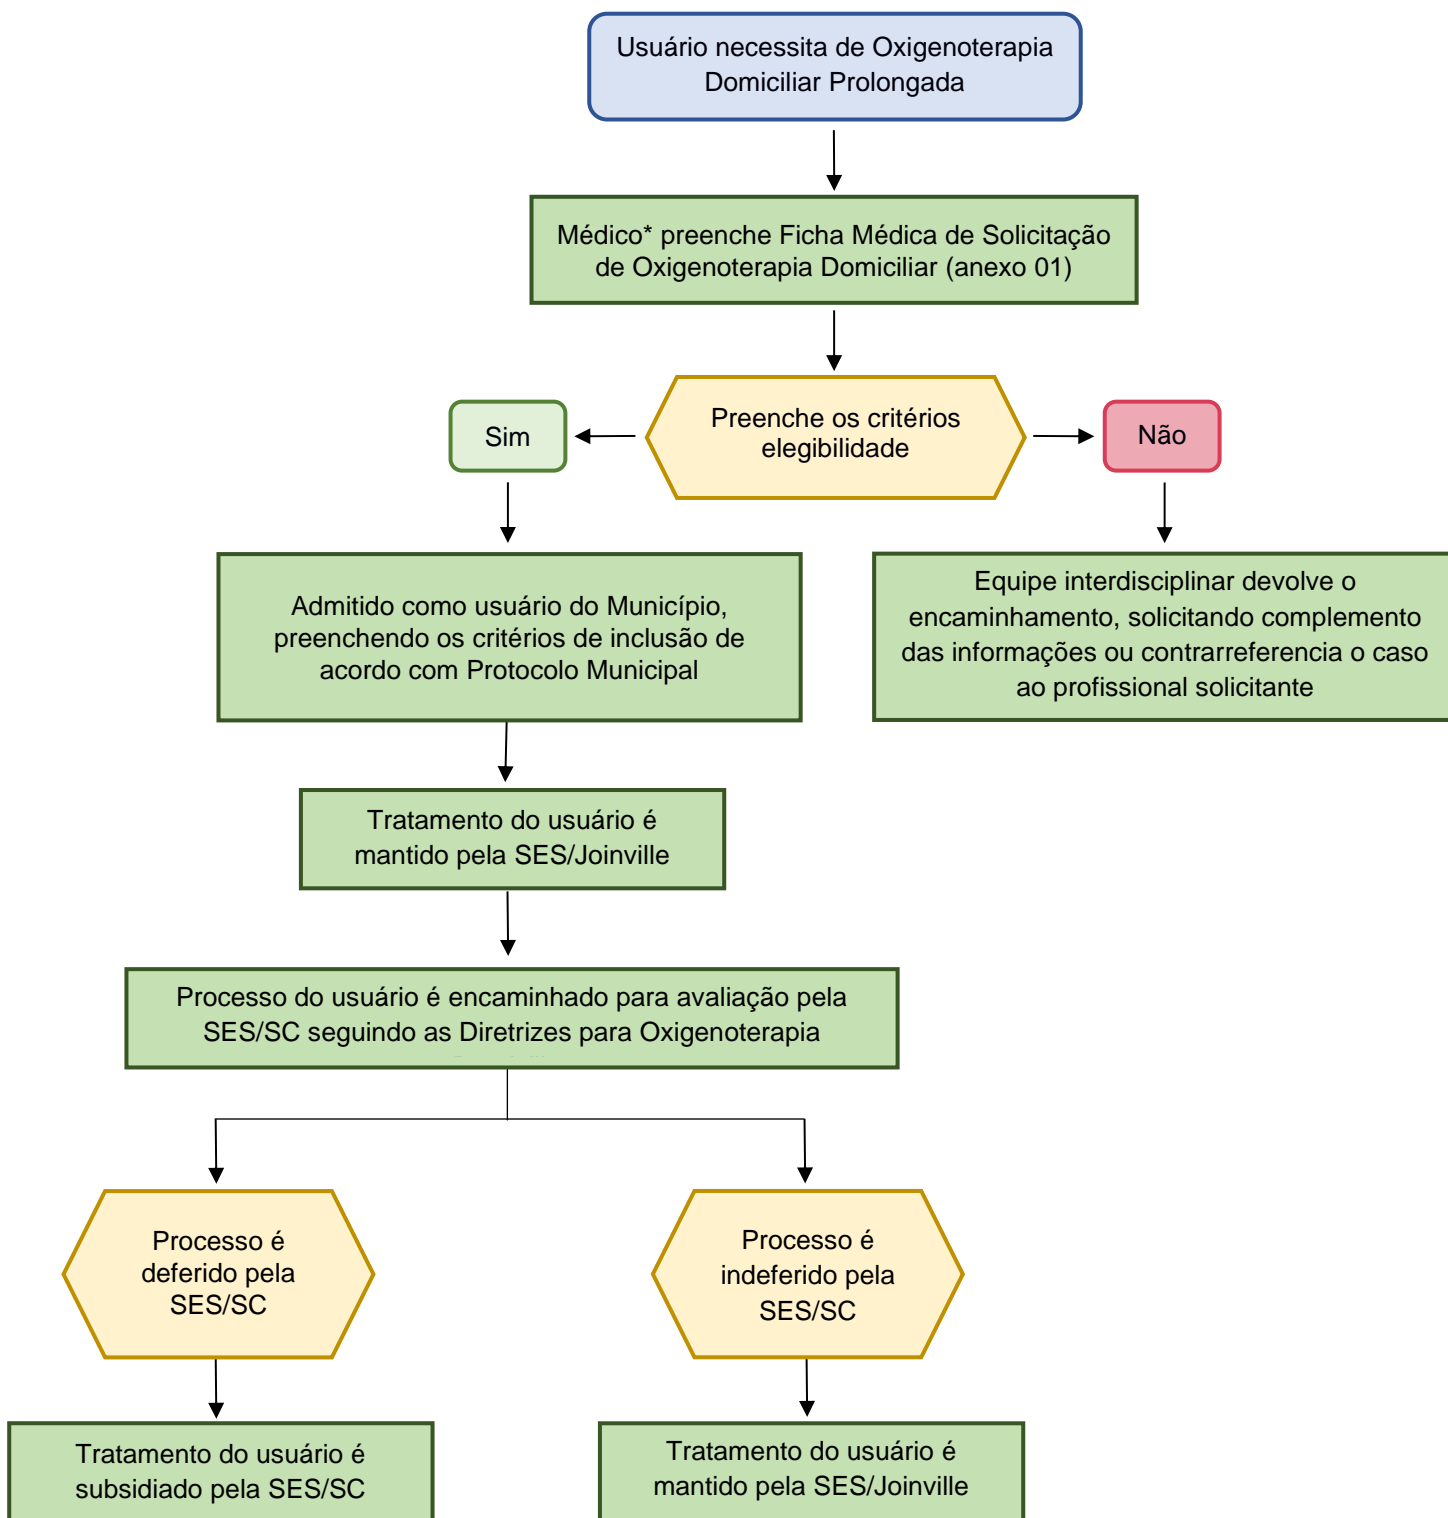 Usuário necessita de Oxigenoterapia
Domiciliar Prolongada
Médico* preenche Ficha Médica de Solicitação
de Oxigenoterapia Domiciliar (anexo 01)
Preenche os critérios
elegibilidade
Sim
Não
Admitido como usuário do Município,
preenchendo os critérios de inclusão de
acordo com Protocolo Municipal
Equipe interdisciplinar devolve o
encaminhamento, solicitando complemento
das informações ou contrarreferencia o caso
ao profissional solicitante
Tratamento do usuário é
mantido pela SES/Joinville
Processo do usuário é encaminhado para avaliação pela
SES/SC seguindo as Diretrizes para Oxigenoterapia
Processo é
deferido pela
SES/SC
Processo é
indeferido pela
SES/SC
Tratamento do usuário é
subsidiado pela SES/SC
Tratamento do usuário é
mantido pela SES/Joinville